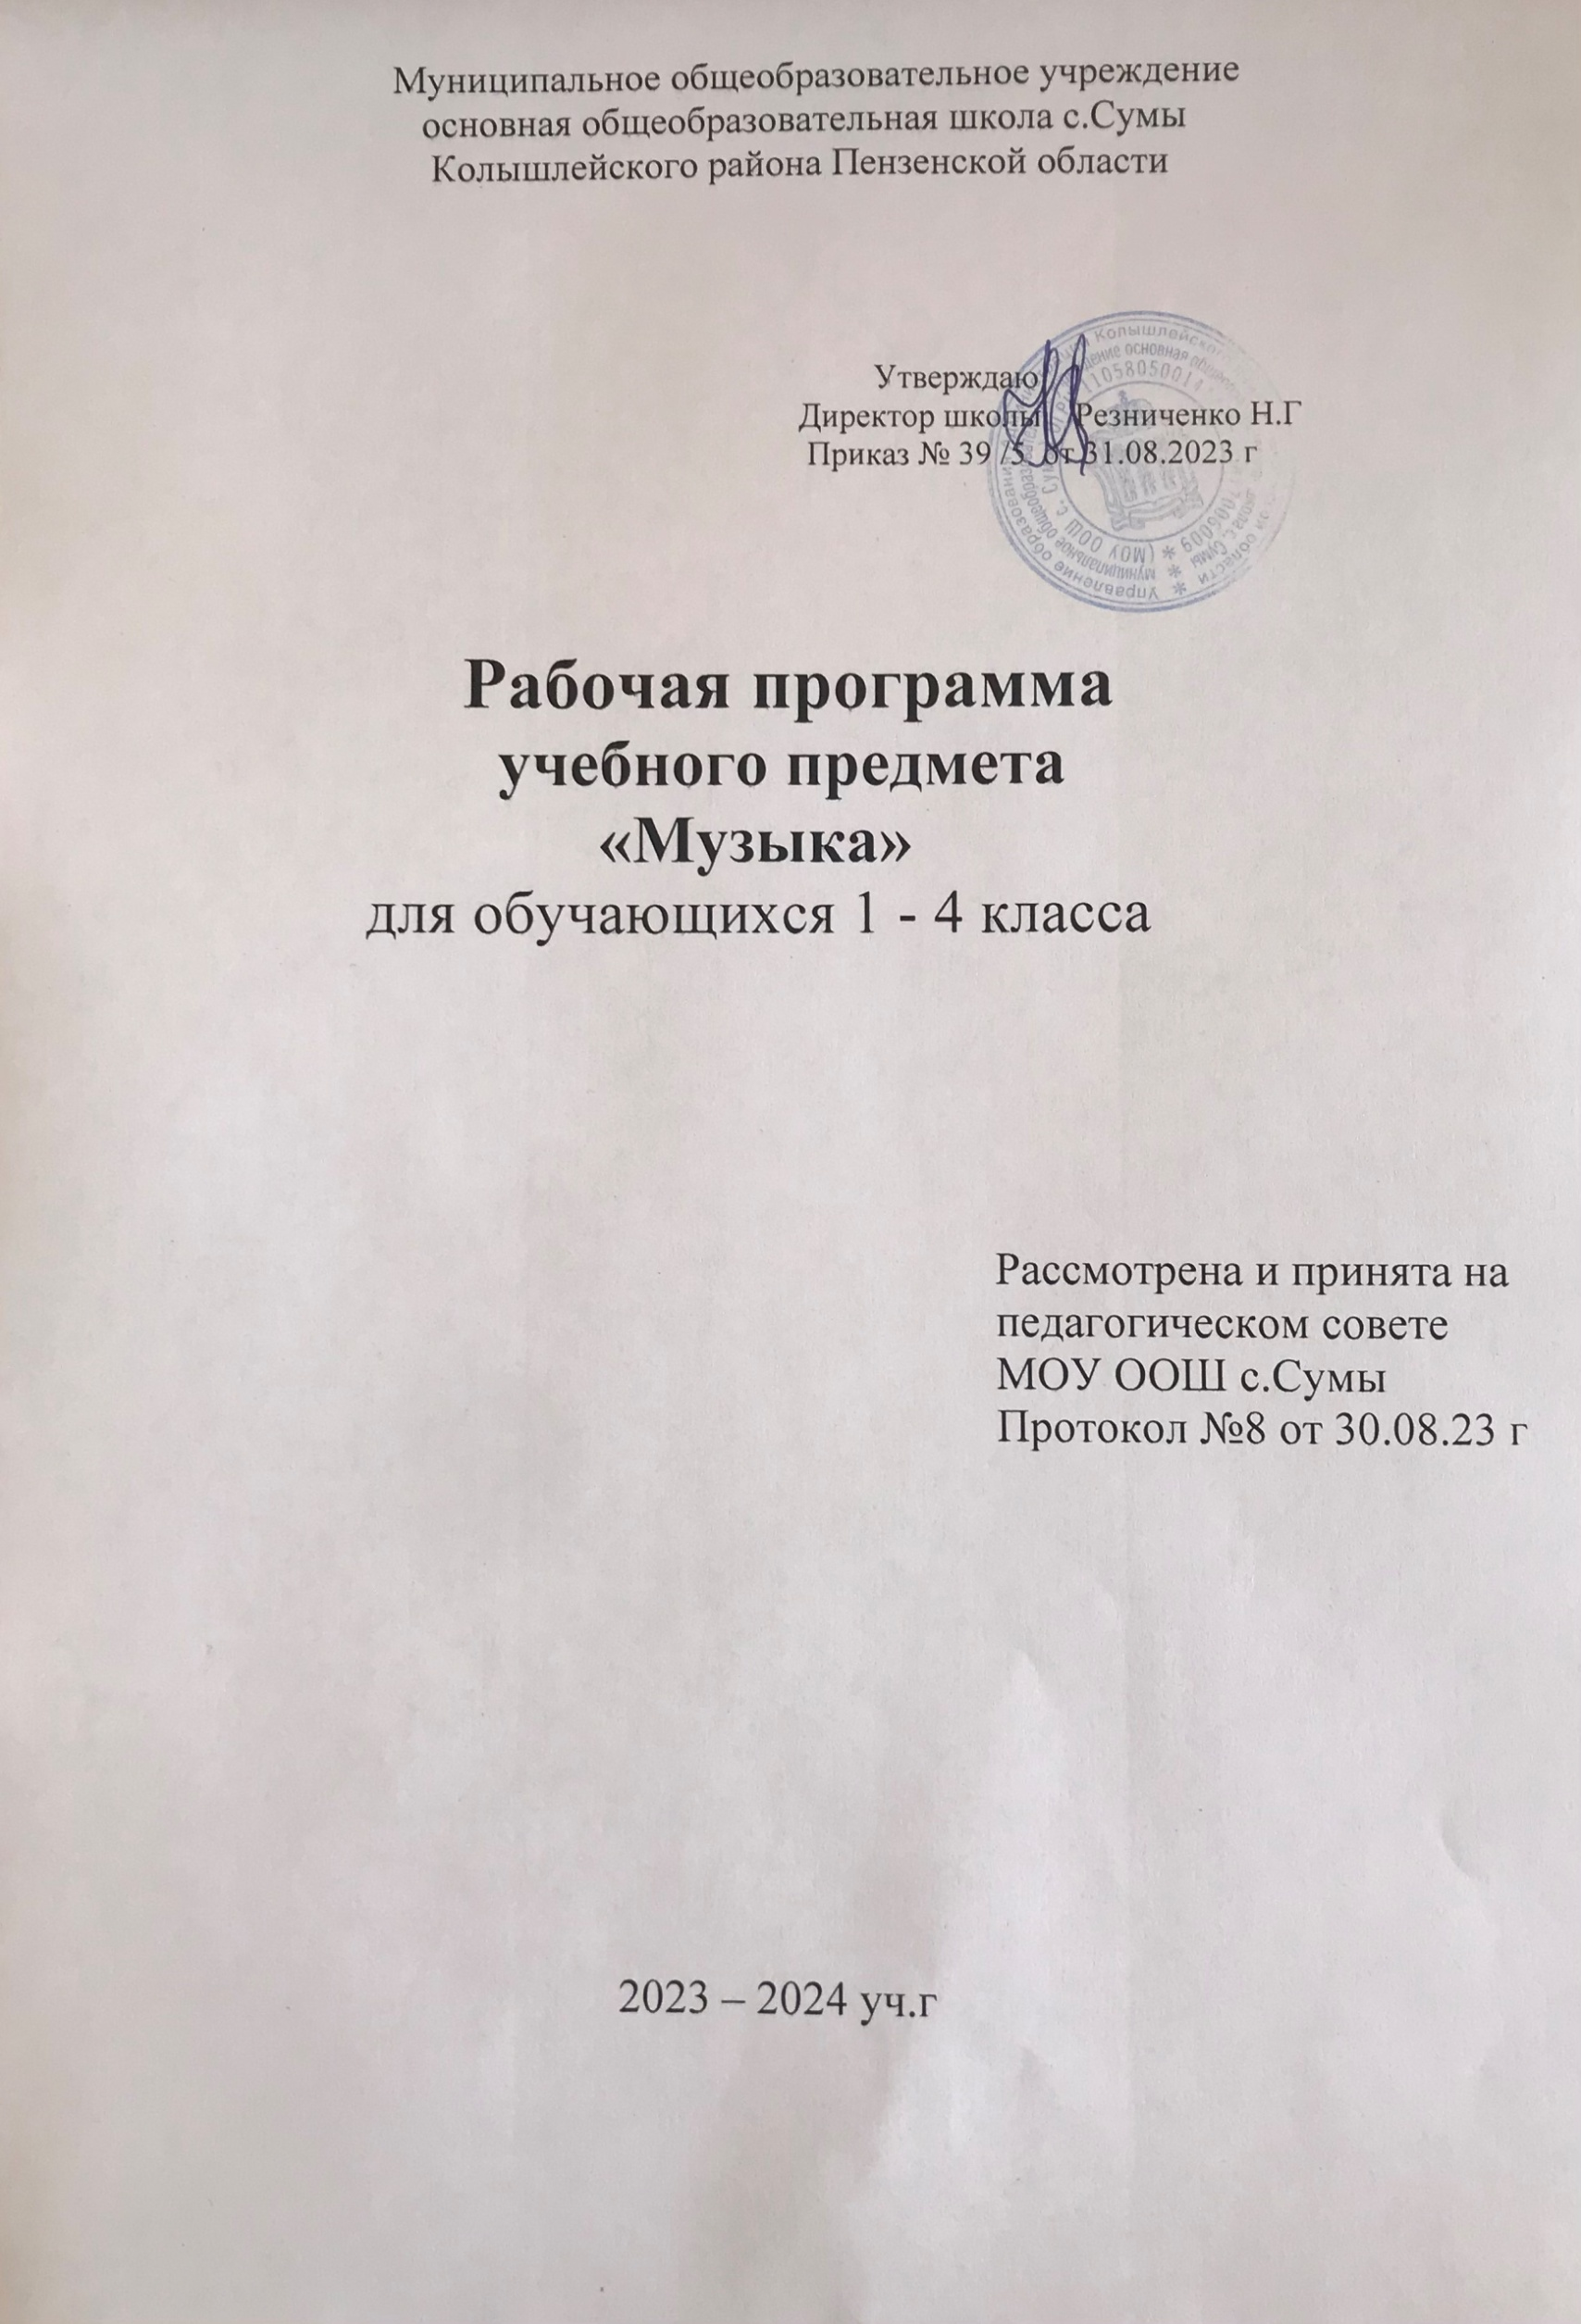 Муниципальное общеобразовательное учреждение
основная общеобразовательная школа с.Сумы
Колышлейского района Пензенской области
Утверждаю
Директор школы Резниченко Н.Г
Приказ № 39 /5 от 31.08.2023 г
Рабочая программа
учебного предмета
«Музыка»
для обучающихся 1 - 4 класса
Рассмотрена и принята на
педагогическом совете
МОУ ООШ с.Сумы
Протокол №8 от 30.08.23 г
2023 – 2024 уч.г